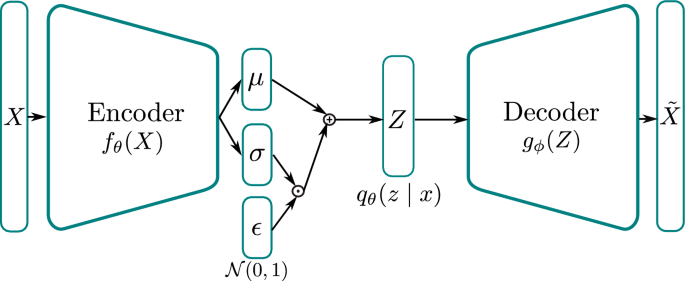 X
Encoder
f_θ(X)
μ
σ
ϵ
𝒩(0, 1)
⊕
⊙
Z
q_θ(z | x)
Decoder
g_ϕ(Z)
X̃